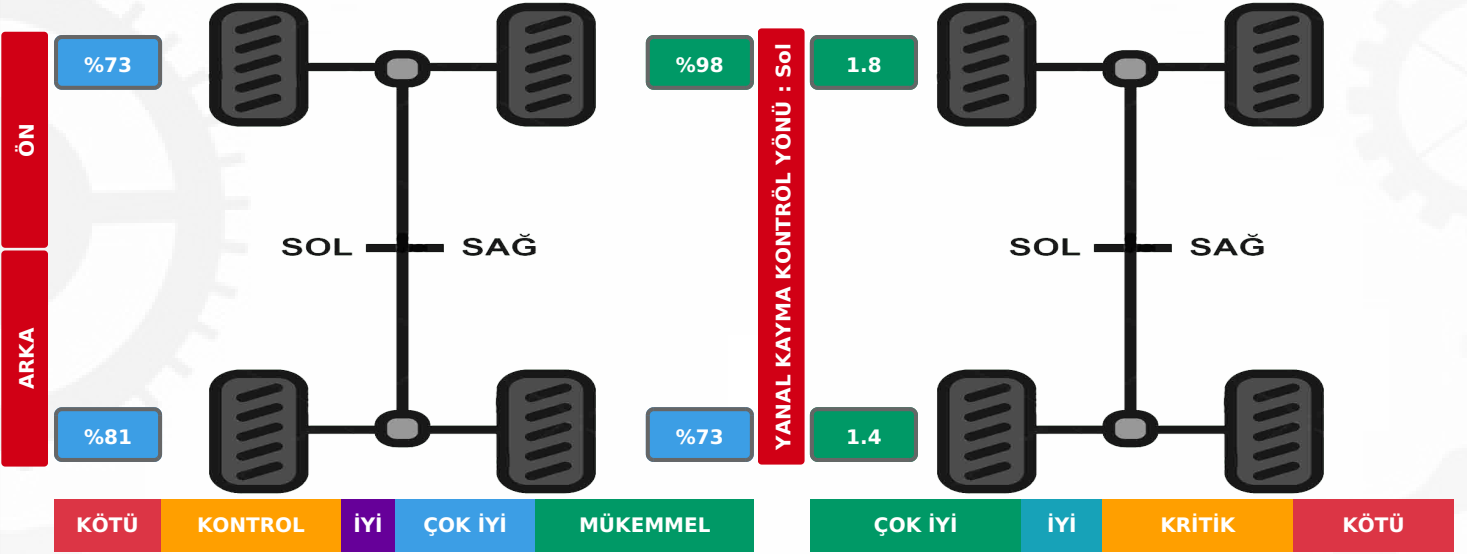 ÖN
%73
%98
YANAL KAYMA KONTRÖL YÖNÜ : Sol
1.8
SOL
SAĞ
SOL
SAĞ
ARKA
%81
%73
1.4
KÖTÜ
KONTROL
İYİ
ÇOK İYİ
MÜKEMMEL
ÇOK İYİ
İYİ
KRİTİK
KÖTÜ